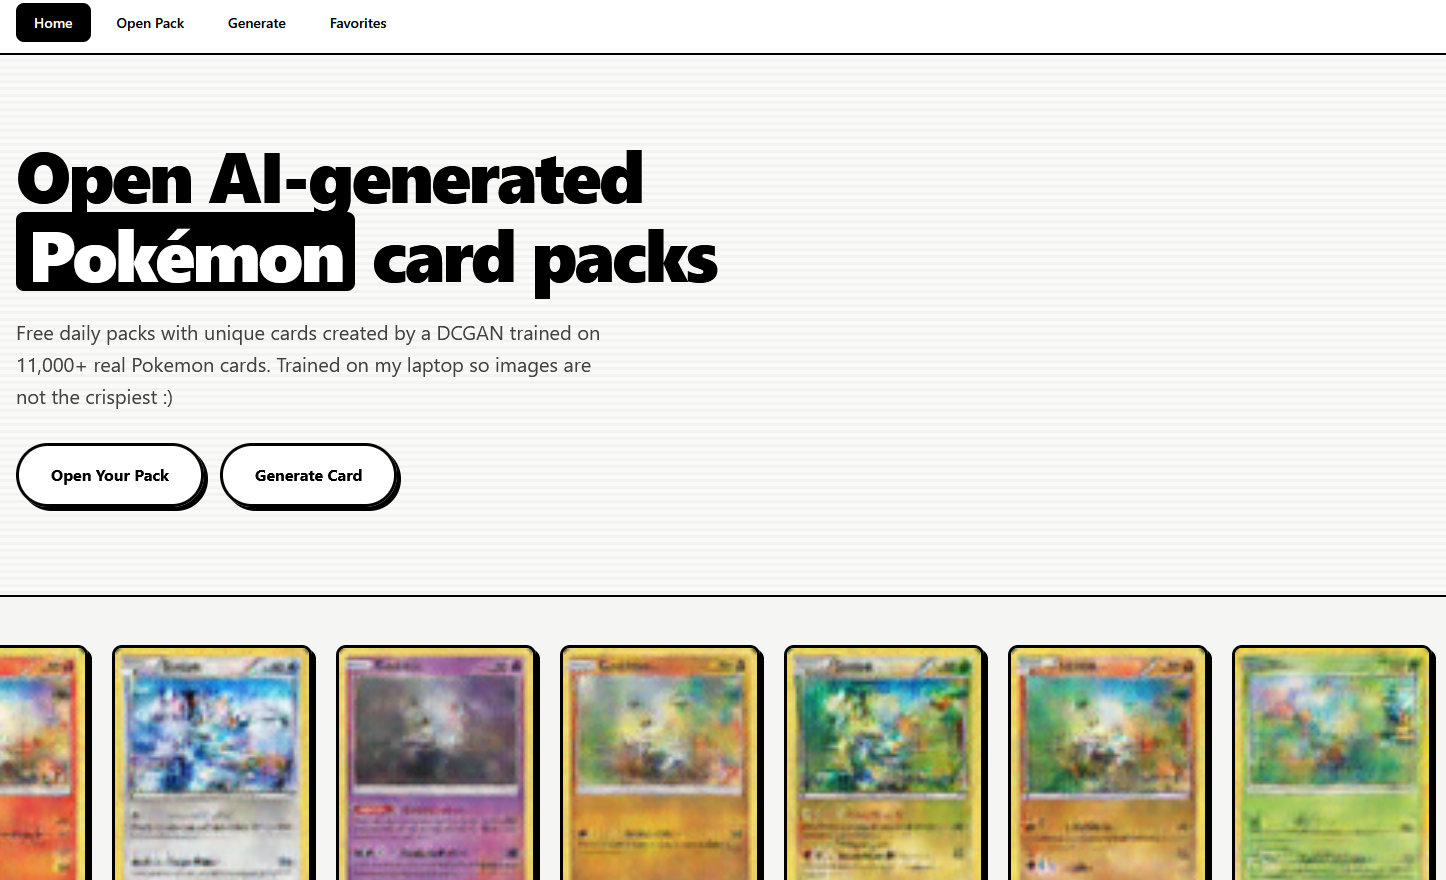 Home Open Pack Generate Favorites
Open AI-generated
Pokémon card packs
Free daily packs with unique cards created by a DCGAN trained on
11,000+ real Pokemon cards. Trained on my laptop so images are
not the crispiest :)
Open Your Pack Generate Card